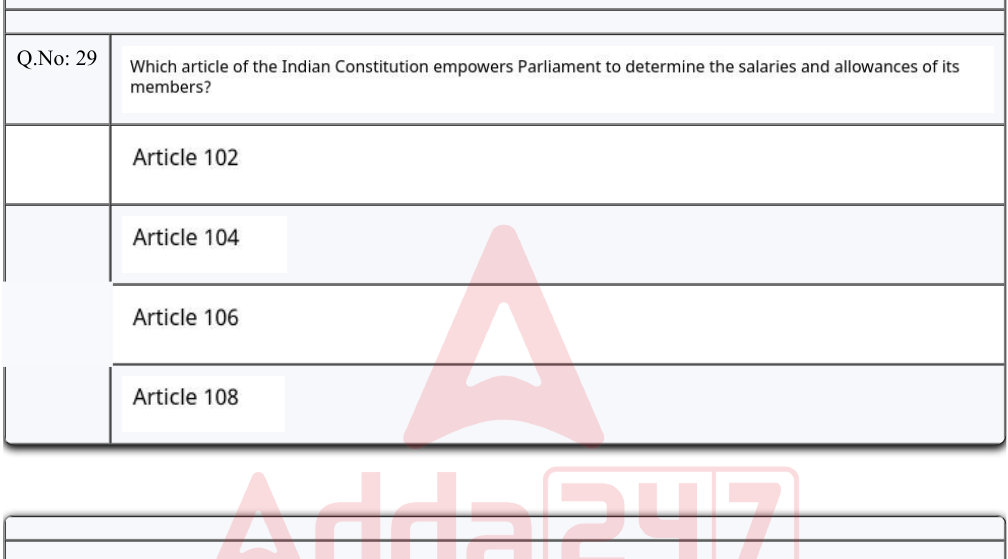 Q.No: 29
Which article of the Indian Constitution empowers Parliament to determine the salaries and allowances of its
members?
Article 102
Article 104
Article 106
Article 108
Adda247